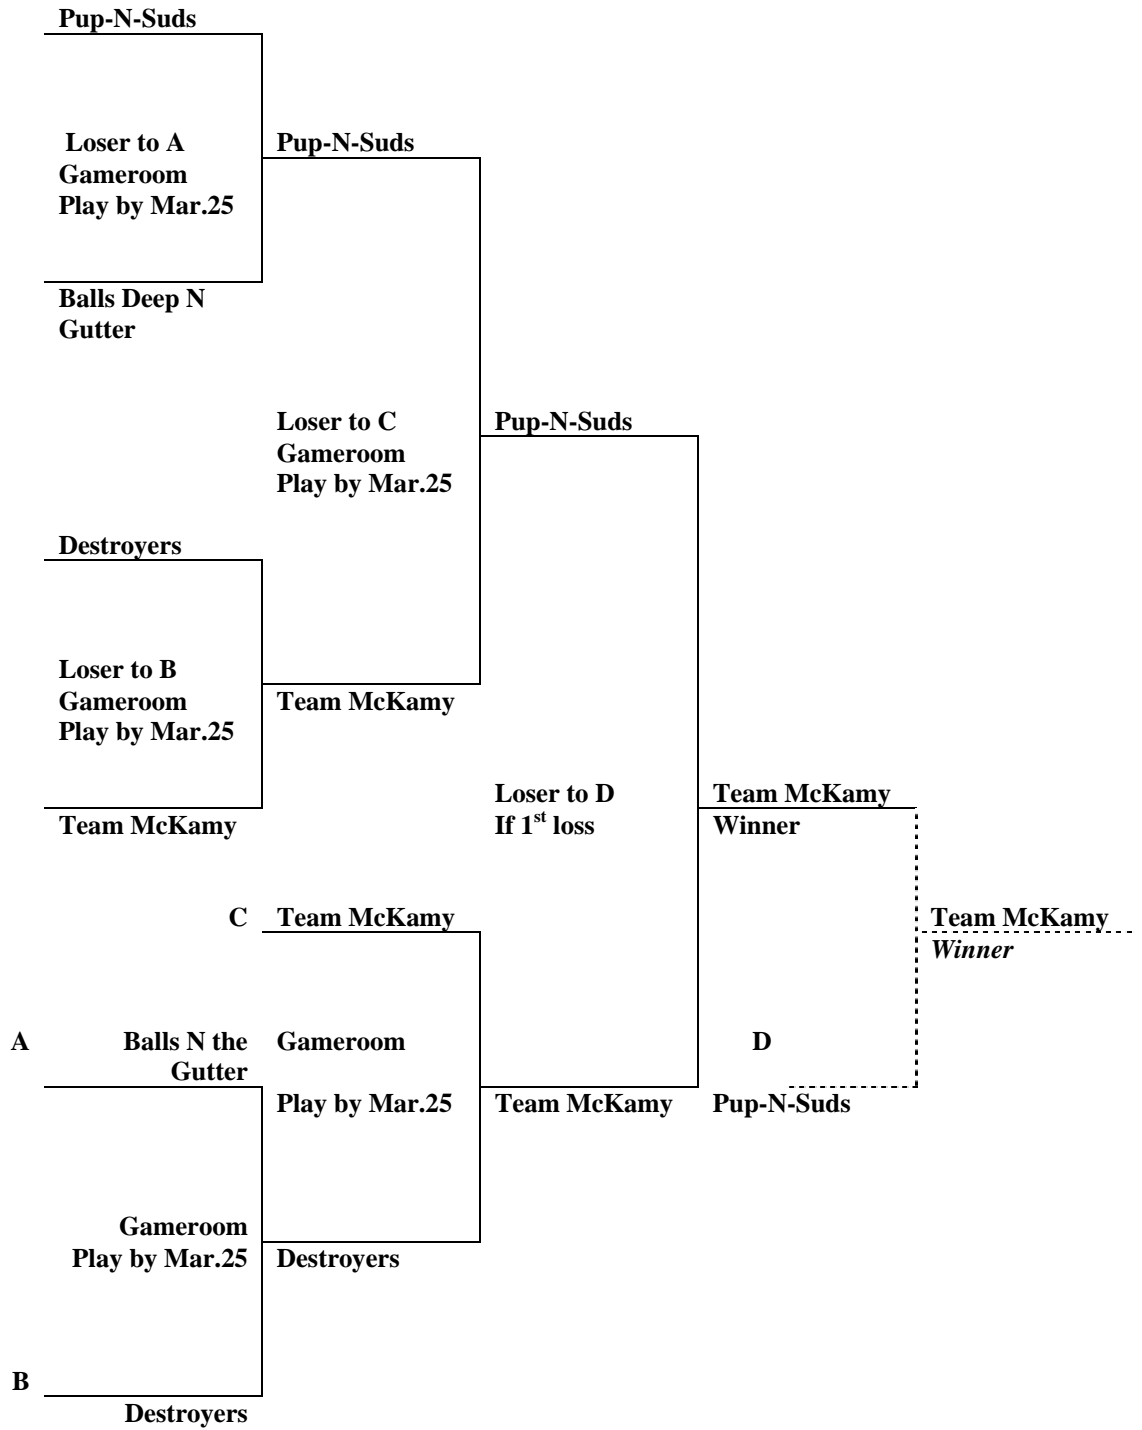 Pup-N-Suds
Loser to A
Gameroom
Play by Mar.25
Pup-N-Suds
Balls Deep N
Gutter
Loser to C
Gameroom
Play by Mar.25
Pup-N-Suds
Destroyers
Loser to B
Gameroom
Play by Mar.25
Team McKamy
Team McKamy
Loser to D
If 1st loss
Team McKamy
Winner
C
Team McKamy
Team McKamy
Winner
A
Balls N the
Gutter
Gameroom
Play by Mar.25
D
Team McKamy
Pup-N-Suds
Gameroom
Play by Mar.25
Destroyers
B
Destroyers